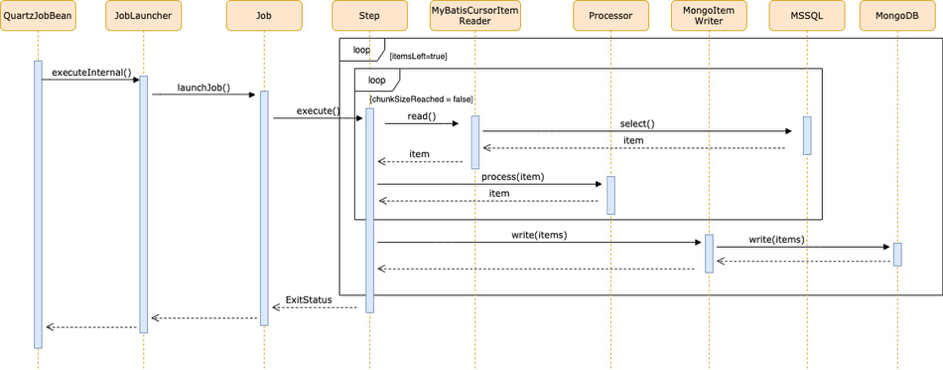 QuartzJobBean
JobLauncher
Job
Step
MyBatisCursorItem
Reader
Processor
MongoItem
Writer
MSSQL
MongoDB
loop
[itemsLeft=true]
executeInternal()
loop
launchJob()
[chunkSizeReached = false]
execute()
read()
select()
item
item
process(item)
item
write(items)
write(items)
ExitStatus